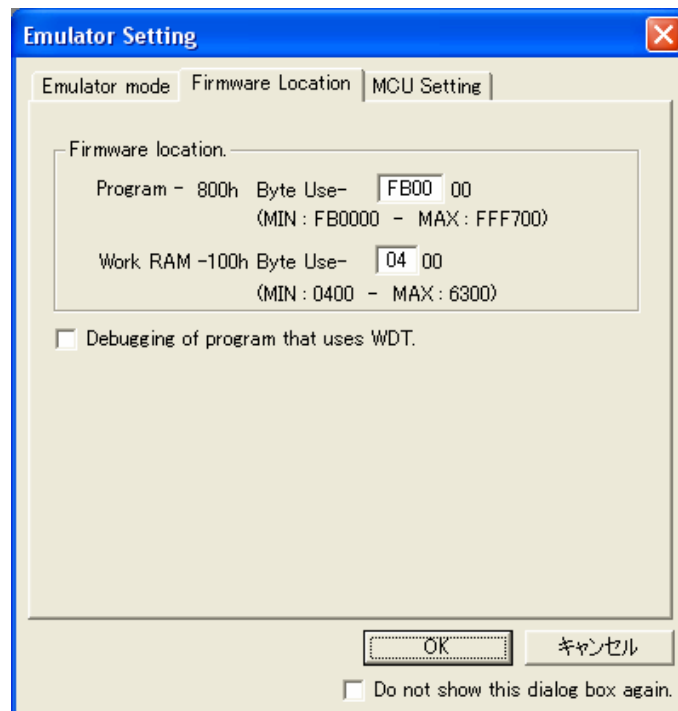 Emulator Setting
Emulator mode Firmware Location MCU Setting
Firmware location.
Program - 800h Byte Use- FB00 00
(MIN : FB0000 - MAX : FFF700)
Work RAM -100h Byte Use- 04 00
(MIN : 0400 - MAX : 6300)
Debugging of program that uses WDT.
OK キャンセル
Do not show this dialog box again.